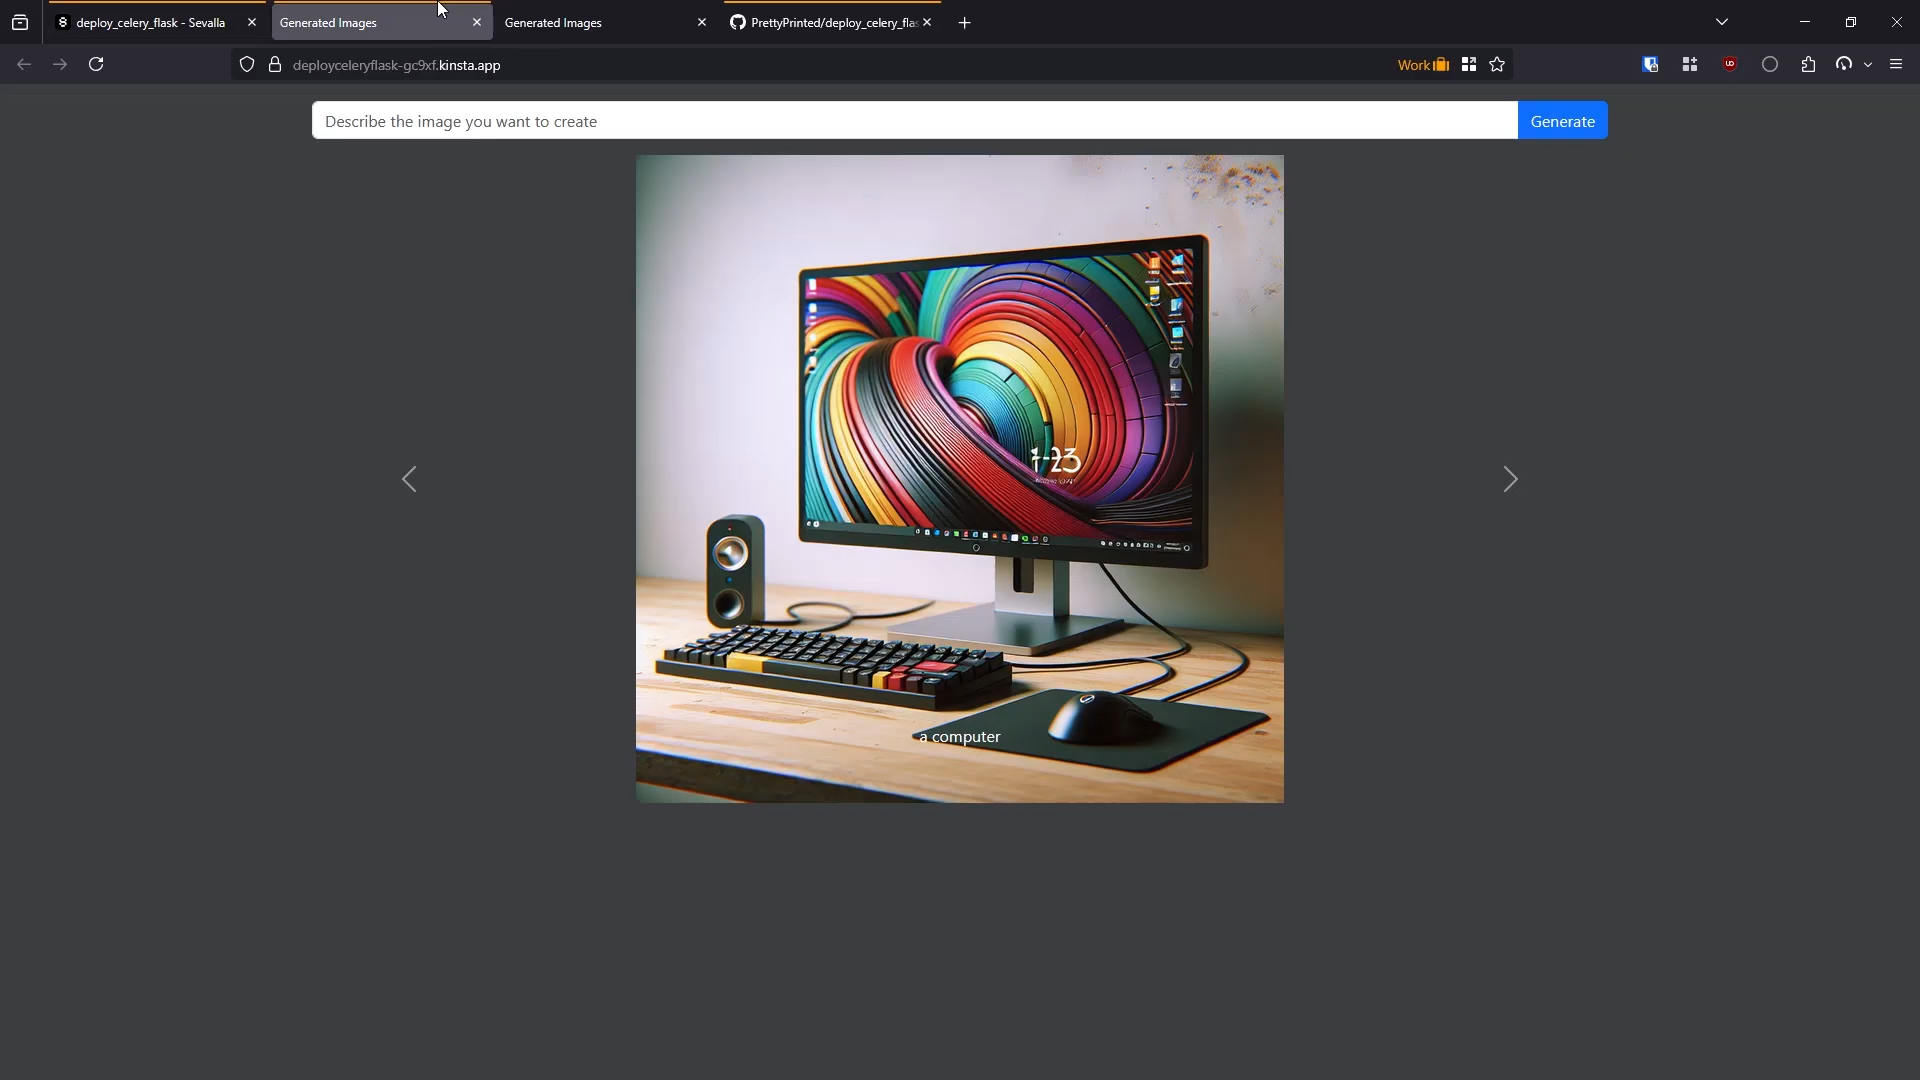 deploy_celery_flask - Sevalla
Generated Images
Generated Images
PrettyPrinted/deploy_celery_fla
deployceleryflask-gc9xf.kinsta.app
Work
Describe the image you want to create
Generate
1-23
a computer